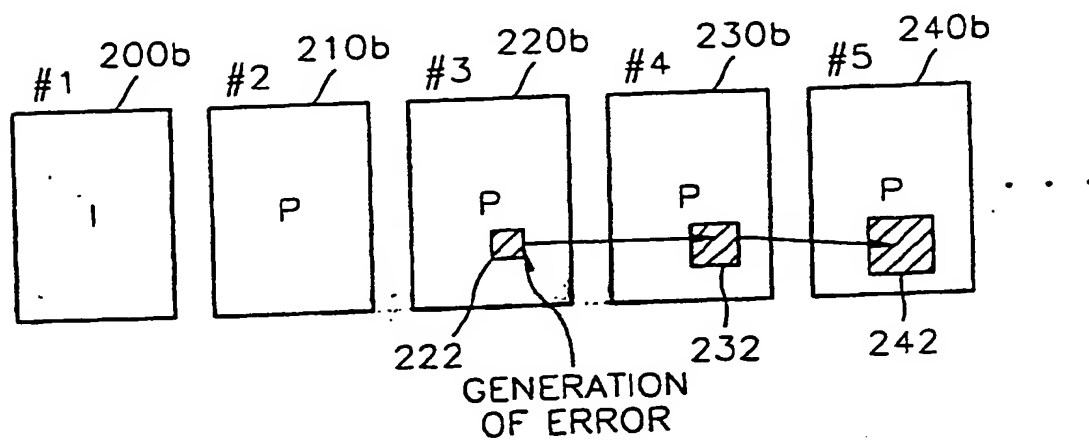 #1 200b #2 210b #3 220b #4 230b #5 240b
I P P P P . . .
222 232 242
GENERATION
OF ERROR